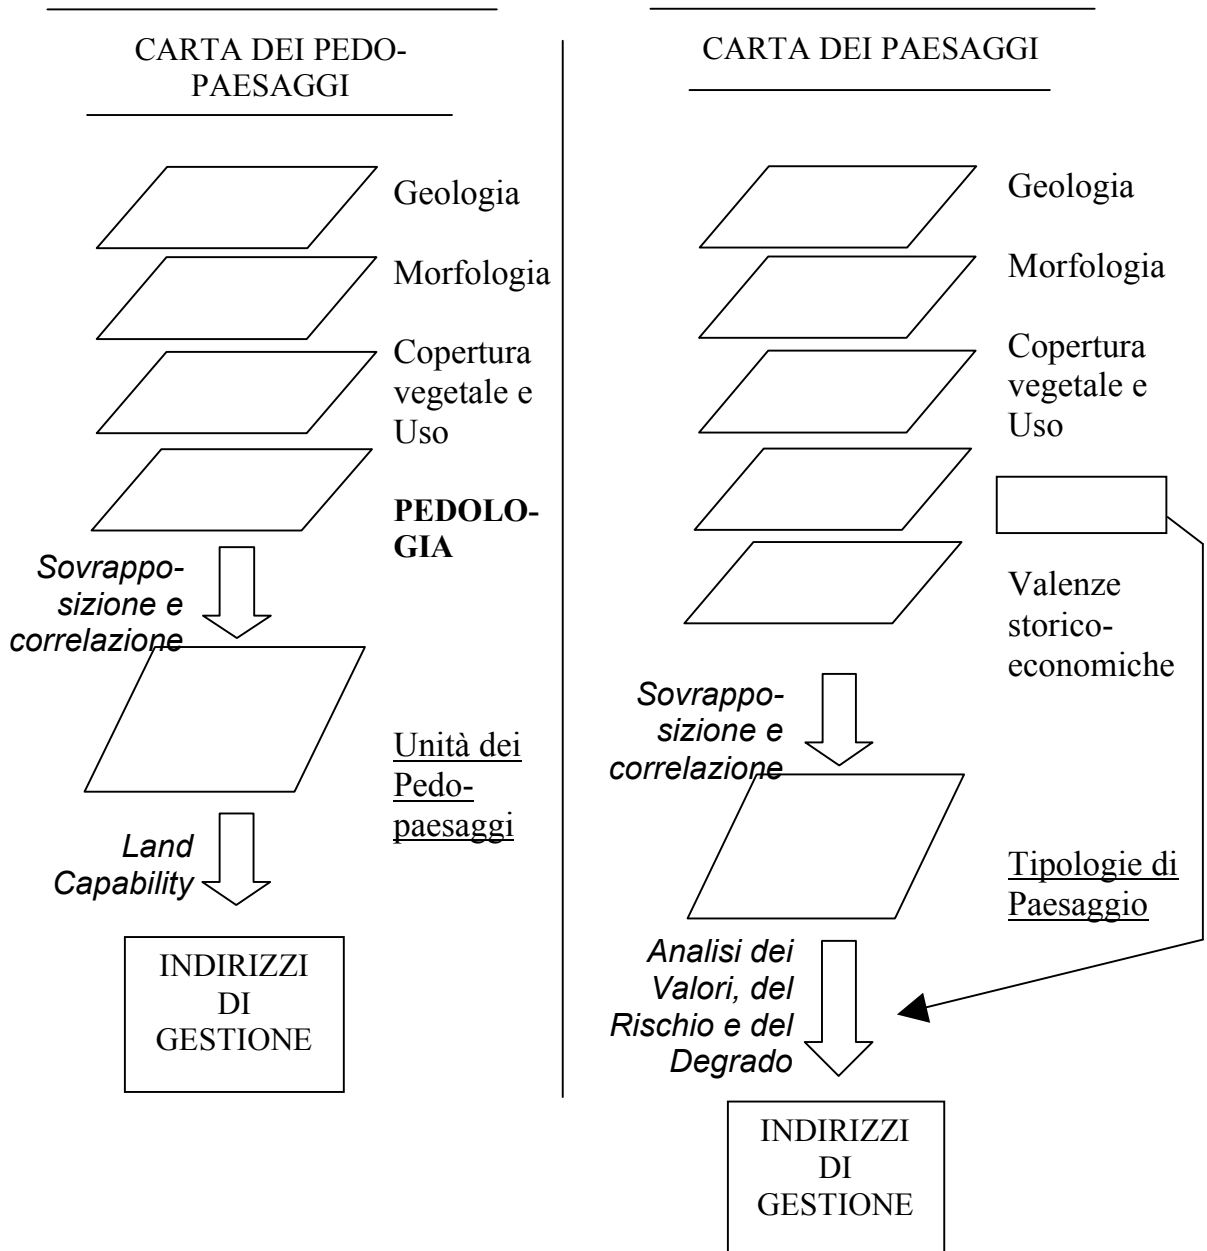 CARTA DEI PEDO-
PAESAGGI
Geologia
Morfologia
Copertura
vegetale e
Uso
PEDOLO-
GIA
Sovrappo-
sizione e
correlazione
Unità dei
Pedo-
paesaggi
Land
Capability
INDIRIZZI
DI
GESTIONE
CARTA DEI PAESAGGI
Geologia
Morfologia
Copertura
vegetale e
Uso
Valenze
storico-
economiche
Sovrappo-
sizione e
correlazione
Tipologie di
Paesaggio
Analisi dei
Valori, del
Rischio e del
Degrado
INDIRIZZI
DI
GESTIONE